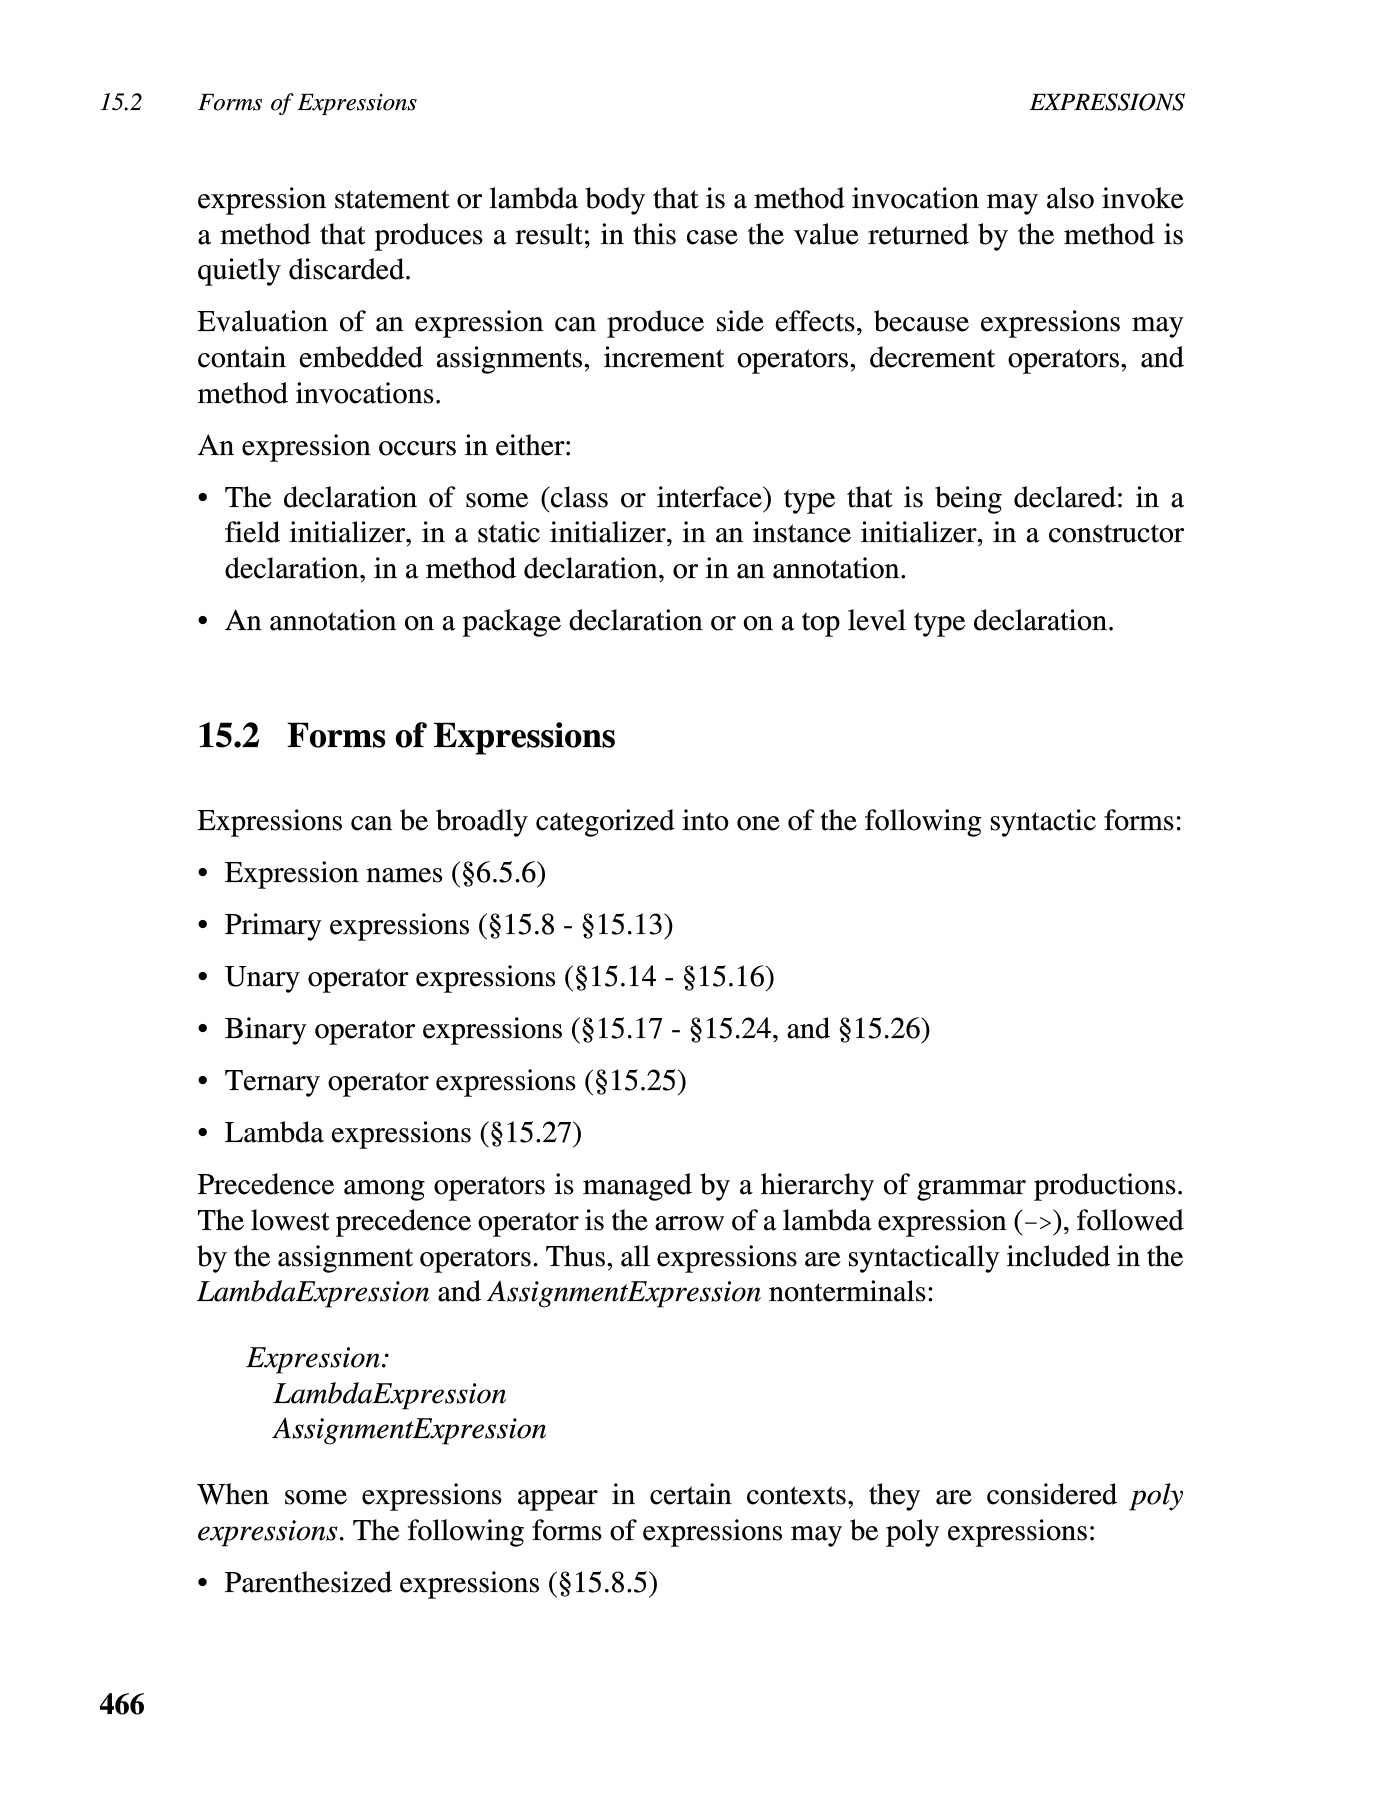 15.2 Forms of Expressions EXPRESSIONS
expression statement or lambda body that is a method invocation may also invoke
a method that produces a result; in this case the value returned by the method is
quietly discarded.
Evaluation of an expression can produce side effects, because expressions may
contain embedded assignments, increment operators, decrement operators, and
method invocations.
An expression occurs in either:
• The declaration of some (class or interface) type that is being declared: in a
field initializer, in a static initializer, in an instance initializer, in a constructor
declaration, in a method declaration, or in an annotation.
• An annotation on a package declaration or on a top level type declaration.
15.2 Forms of Expressions
Expressions can be broadly categorized into one of the following syntactic forms:
• Expression names (§6.5.6)
• Primary expressions (§15.8 - §15.13)
• Unary operator expressions (§15.14 - §15.16)
• Binary operator expressions (§15.17 - §15.24, and §15.26)
• Ternary operator expressions (§15.25)
• Lambda expressions (§15.27)
Precedence among operators is managed by a hierarchy of grammar productions.
The lowest precedence operator is the arrow of a lambda expression (->), followed
by the assignment operators. Thus, all expressions are syntactically included in the
LambdaExpression and AssignmentExpression nonterminals:
Expression:
LambdaExpression
AssignmentExpression
When some expressions appear in certain contexts, they are considered poly
expressions. The following forms of expressions may be poly expressions:
• Parenthesized expressions (§15.8.5)
466